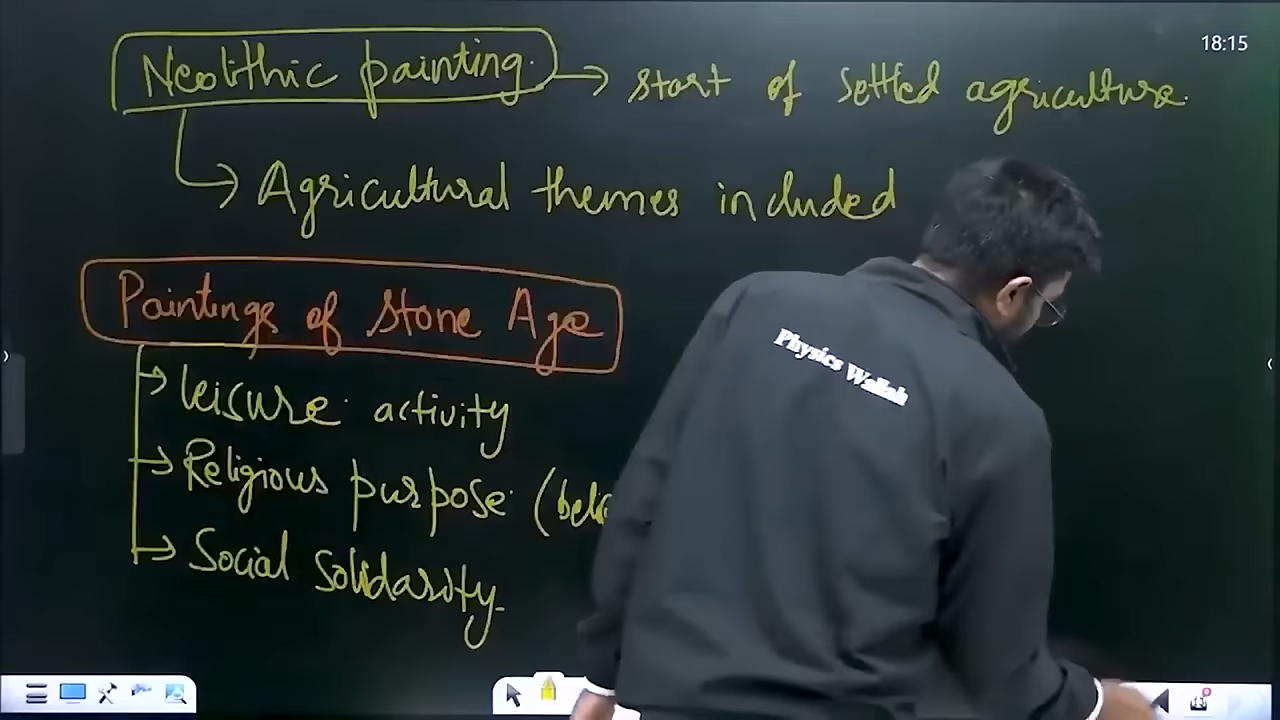 18:15
Neolithic painting. → start of settled agriculture.
→ Agricultural themes included
Paintings of Stone Age
→ leisure activity
→ Religious purpose (
→ Social solidarity.
Physics Wallah